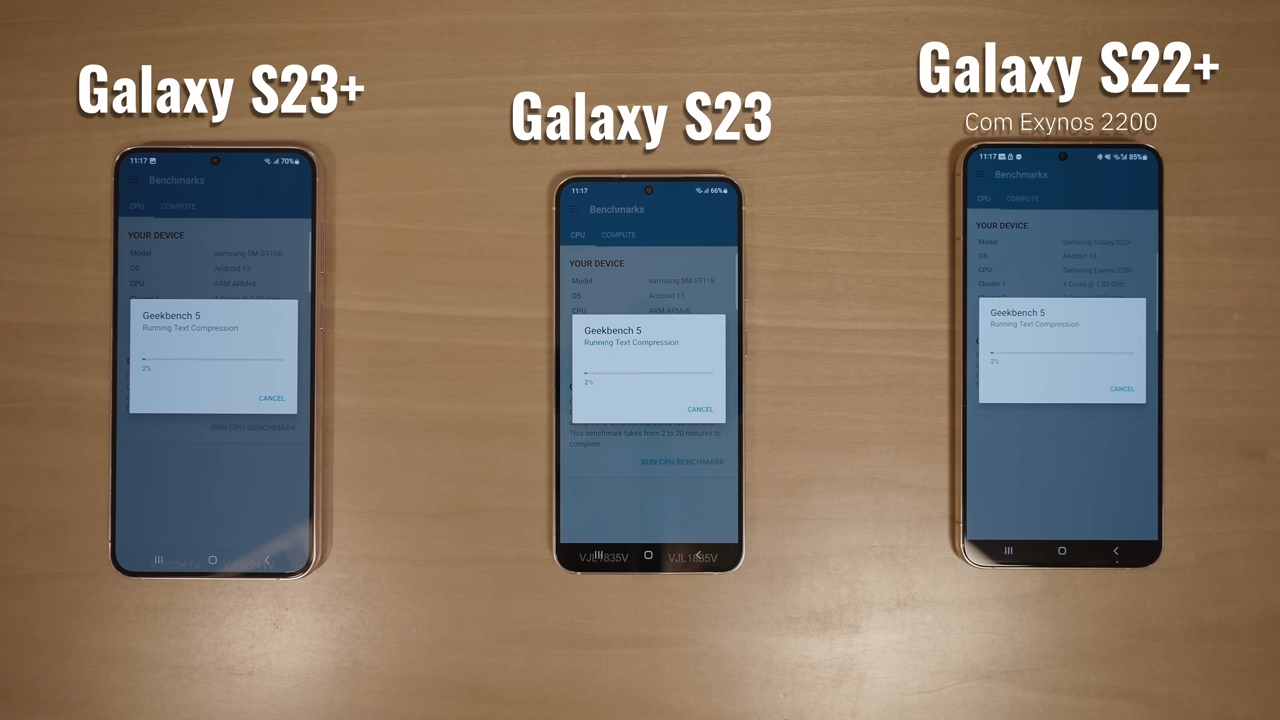 Galaxy S23+
11:17 70%
Benchmarks
CPU COMPUTE
YOUR DEVICE
Model samsung SM-S916B
OS Android 13
CPU ARM ARMv8
Geekbench 5
Running Text Compression
2%
CANCEL
RUN CPU BENCHMARK
Galaxy S23
11:17 66%
Benchmarks
CPU COMPUTE
YOUR DEVICE
Model samsung SM-S911B
OS Android 13
CPU ARM ARMv8
Geekbench 5
Running Text Compression
2%
CANCEL
This benchmark takes from 2 to 20 minutes to
complete.
RUN CPU BENCHMARK
VJL1835V VJL1835V
Galaxy S22+
Com Exynos 2200
11:17 85%
Benchmarks
CPU COMPUTE
YOUR DEVICE
Model Samsung Galaxy S22+
OS Android 13
CPU Samsung Exynos 2200
Cluster 1 4 Cores @ 1.82 GHz
Geekbench 5
Running Text Compression
2%
CANCEL